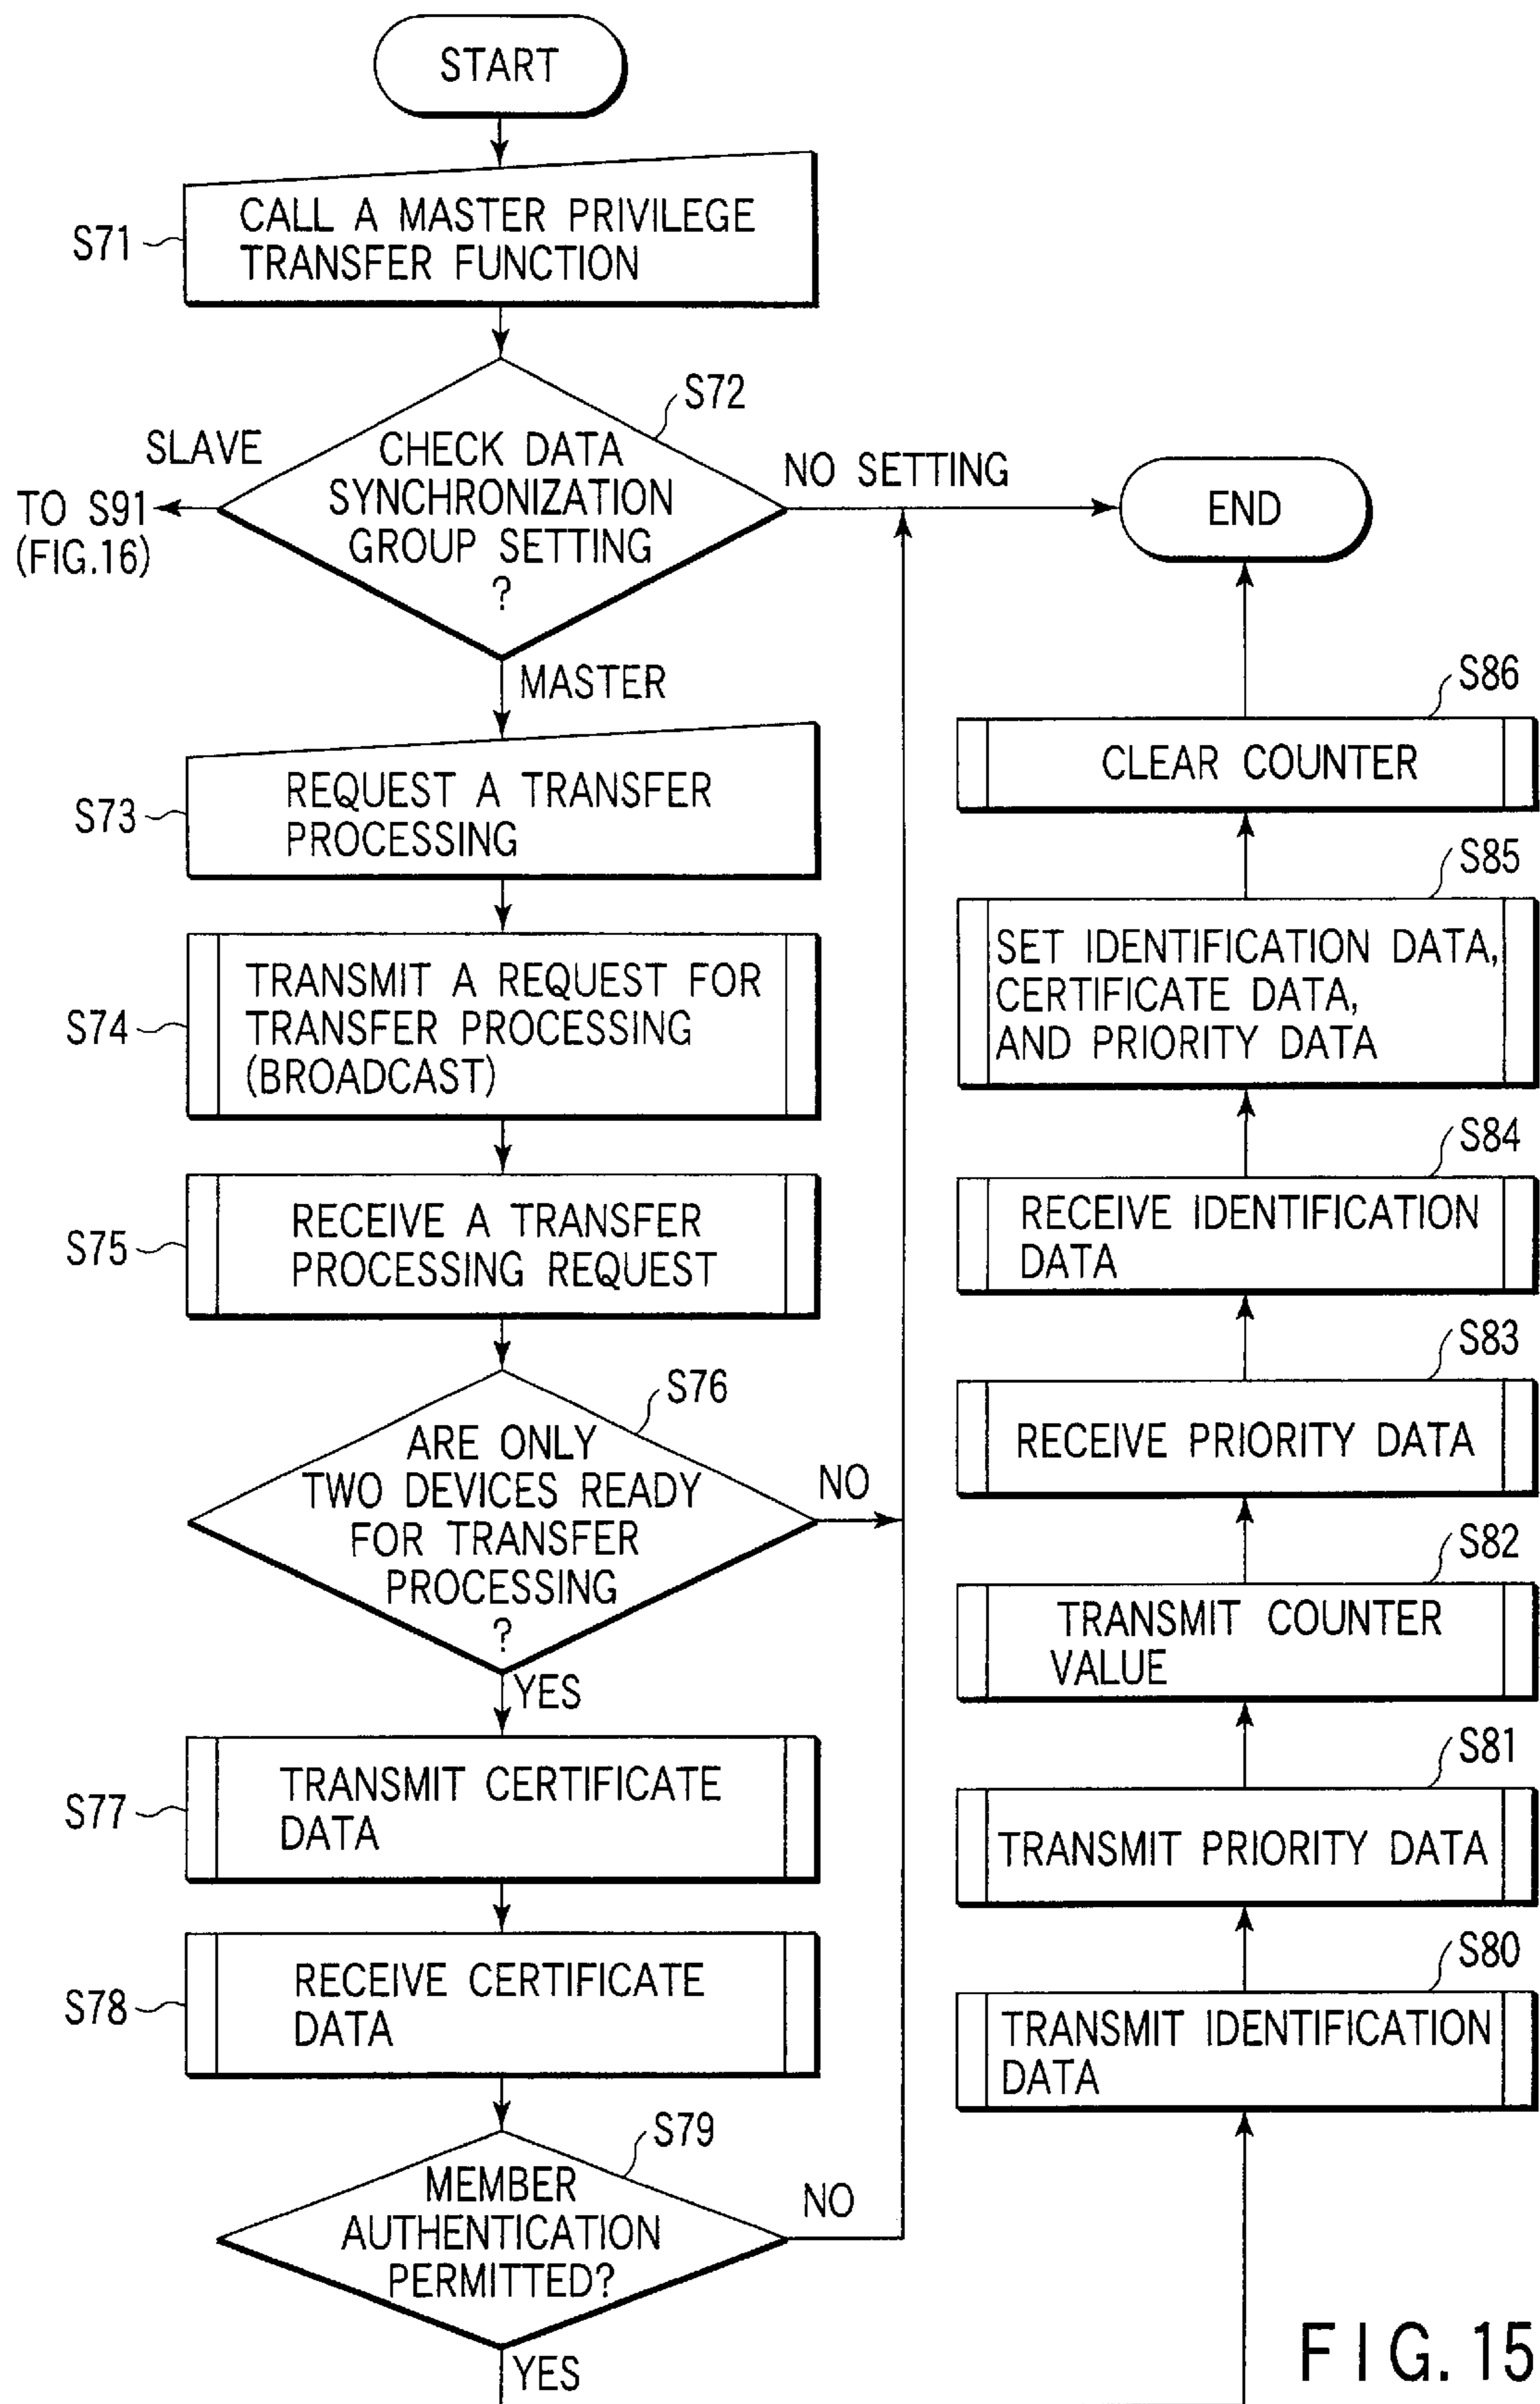 START
S71
CALL A MASTER PRIVILEGE
TRANSFER FUNCTION
S72
SLAVE
TO S91
(FIG.16)
CHECK DATA
SYNCHRONIZATION
GROUP SETTING
?
NO SETTING
END
MASTER
S73
REQUEST A TRANSFER
PROCESSING
S74
TRANSMIT A REQUEST FOR
TRANSFER PROCESSING
(BROADCAST)
S75
RECEIVE A TRANSFER
PROCESSING REQUEST
S76
ARE ONLY
TWO DEVICES READY
FOR TRANSFER
PROCESSING
?
NO
YES
S77
TRANSMIT CERTIFICATE
DATA
S78
RECEIVE CERTIFICATE
DATA
S79
MEMBER
AUTHENTICATION
PERMITTED?
NO
YES
S86
CLEAR COUNTER
S85
SET IDENTIFICATION DATA,
CERTIFICATE DATA,
AND PRIORITY DATA
S84
RECEIVE IDENTIFICATION
DATA
S83
RECEIVE PRIORITY DATA
S82
TRANSMIT COUNTER
VALUE
S81
TRANSMIT PRIORITY DATA
S80
TRANSMIT IDENTIFICATION
DATA
FIG. 15